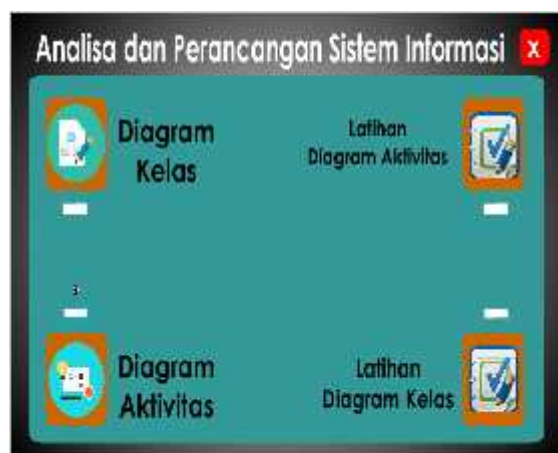 Analisa dan Perancangan Sistem Informasi X
Diagram
Kelas
Latihan
Diagram Aktivitas
Diagram
Aktivitas
Latihan
Diagram Kelas